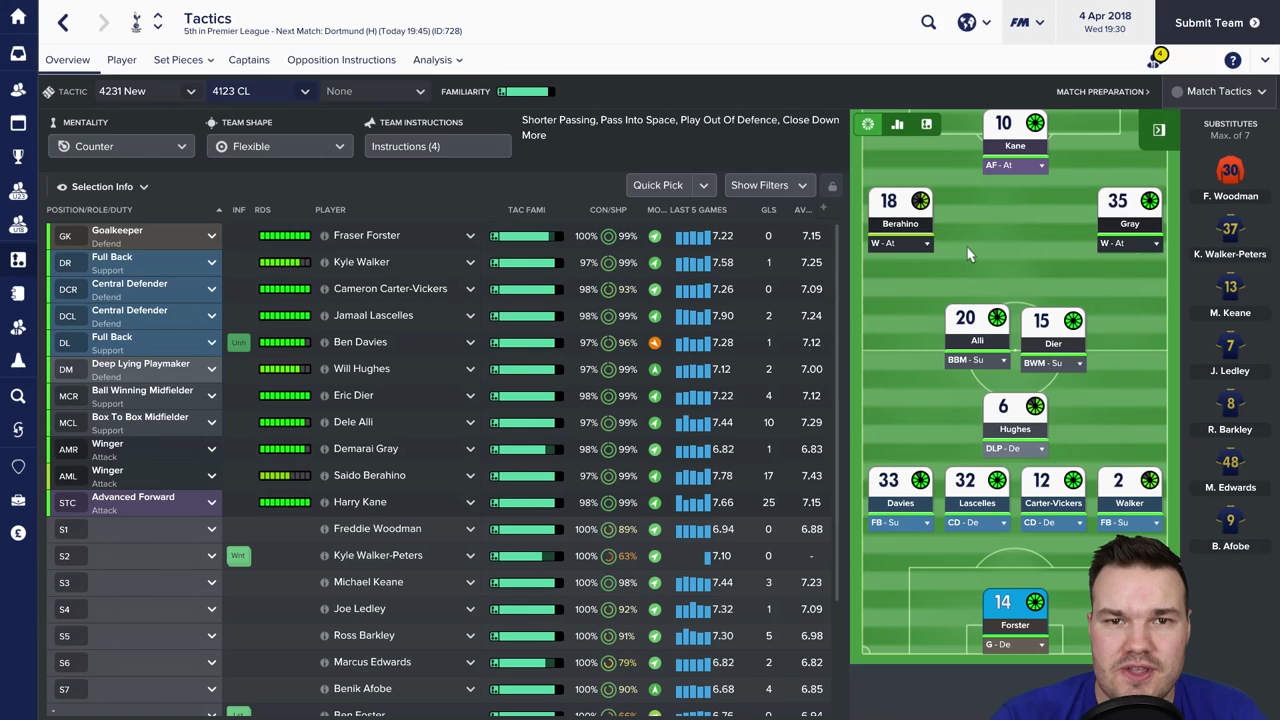 Tactics
5th in Premier League - Next Match: Dortmund (H) (Today 19:45) (ID:728)
FM
4 Apr 2018
Wed 19:30
Submit Team
Overview
Player
Set Pieces
Captains
Opposition Instructions
Analysis
4
?
TACTIC
4231 New
4123 CL
None
FAMILIARITY
MATCH PREPARATION
Match Tactics
MENTALITY
Counter
TEAM SHAPE
Flexible
TEAM INSTRUCTIONS
Instructions (4)
Shorter Passing, Pass Into Space, Play Out Of Defence, Close Down
More
Selection Info
Quick Pick
Show Filters
POSITION/ROLE/DUTY INF RDS PLAYER TAC FAMI CON/SHP MO... LAST 5 GAMES GLS AV...
GK Goalkeeper Defend Fraser Forster 97% 99% 7.22 0 7.15
DR Full Back Support Kyle Walker 97% 99% 7.58 1 7.25
DCR Central Defender Defend Cameron Carter-Vickers 98% 93% 7.26 0 7.09
DCL Central Defender Defend Jamaal Lascelles 98% 99% 7.90 2 7.24
DL Full Back Support Unh Ben Davies 97% 96% 7.28 1 7.12
DM Deep Lying Playmaker Defend Will Hughes 97% 99% 7.12 2 7.00
MCR Ball Winning Midfielder Support Eric Dier 97% 99% 7.22 4 7.12
MCL Box To Box Midfielder Support Dele Alli 97% 99% 7.44 10 7.29
AMR Winger Attack Demarai Gray 98% 99% 6.82 1 6.83
AML Winger Attack Saido Berahino 97% 99% 7.78 17 7.43
STC Advanced Forward Attack Harry Kane 98% 99% 7.66 25 7.15
S1 Freddie Woodman 100% 89% 6.94 0 6.88
S2 Wnt Kyle Walker-Peters 100% 63% 7.10 0 -
S3 Michael Keane 100% 98% 7.44 3 7.23
S4 Joe Ledley 100% 92% 7.32 1 7.09
S5 Ross Barkley 100% 91% 7.30 5 6.98
S6 Marcus Edwards 100% 79% 6.82 2 6.82
S7 Benik Afobe 100% 90% 6.68 4 6.85
- Ben Foster 100% 66% 6.76 0 6.94
10
Kane
AF - At
18 35
Berahino Gray
W - At W - At
20 15
Alli Dier
BBM - Su BWM - Su
6
Hughes
DLP - De
33 32 12 2
Davies Lascelles Carter-Vickers Walker
FB - Su CD - De CD - De FB - Su
14
Forster
G - De
SUBSTITUTES
Max. of 7
30
F. Woodman
37
K. Walker-Peters
13
M. Keane
7
J. Ledley
8
R. Barkley
48
M. Edwards
9
B. Afobe